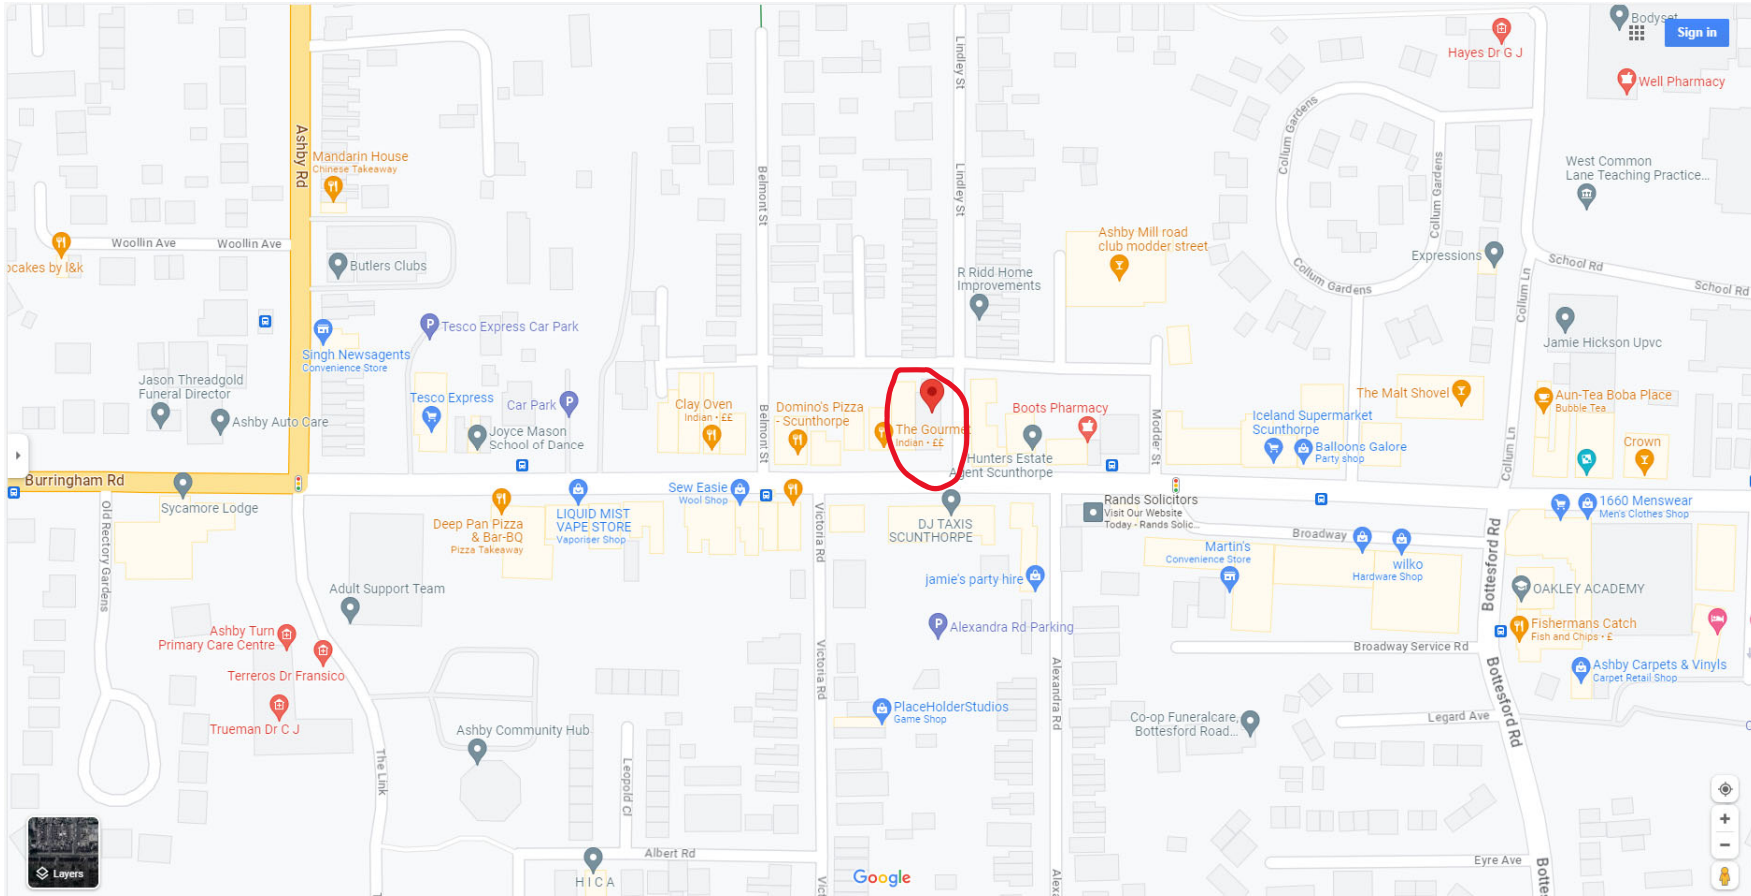 Bodyset
Sign in
Hayes Dr G J
Well Pharmacy
Lindley St
Ashby Rd
Collum Gardens
Mandarin House
Chinese Takeaway
West Common
Lane Teaching Practice...
Belmont St
Lindley St
Collum Gardens
Woollin Ave
Woollin Ave
Ashby Mill road
club modder street
Expressions
School Rd
cakes by l&k
Butlers Clubs
R Ridd Home
Improvements
Collum Gardens
Collum Ln
School Rd
Tesco Express Car Park
Singh Newsagents
Convenience Store
Jamie Hickson Upvc
Jason Threadgold
Funeral Director
Tesco Express
Car Park
Clay Oven
Indian • ££
Domino's Pizza
- Scunthorpe
Boots Pharmacy
The Malt Shovel
Aun-Tea Boba Place
Bubble Tea
Ashby Auto Care
Joyce Mason
School of Dance
Belmont St
The Gourmet
Indian • ££
Modder St
Iceland Supermarket
Scunthorpe
Balloons Galore
Party shop
Collum Ln
Crown
Hunters Estate
Agent Scunthorpe
Burringham Rd
Sycamore Lodge
Sew Easie
Wool Shop
Rands Solicitors
Visit Our Website
Today - Rands Solic...
1660 Menswear
Men's Clothes Shop
Old Rectory Gardens
Deep Pan Pizza
& Bar-BQ
Pizza Takeaway
LIQUID MIST
VAPE STORE
Vaporiser Shop
Victoria Rd
DJ TAXIS
SCUNTHORPE
Broadway
Bottesford Rd
Martin's
Convenience Store
wilko
Hardware Shop
Adult Support Team
jamie's party hire
OAKLEY ACADEMY
Ashby Turn
Primary Care Centre
Alexandra Rd Parking
Fishermans Catch
Fish and Chips • £
Victoria Rd
Broadway Service Rd
Terreros Dr Fransico
Alexandra Rd
Ashby Carpets & Vinyls
Carpet Retail Shop
Bottesford Rd
Trueman Dr C J
PlaceHolderStudios
Game Shop
Co-op Funeralcare,
Bottesford Road...
Legard Ave
Ashby Community Hub
The Link
Leopold Cl
Albert Rd
Eyre Ave
Layers
HICA
Google